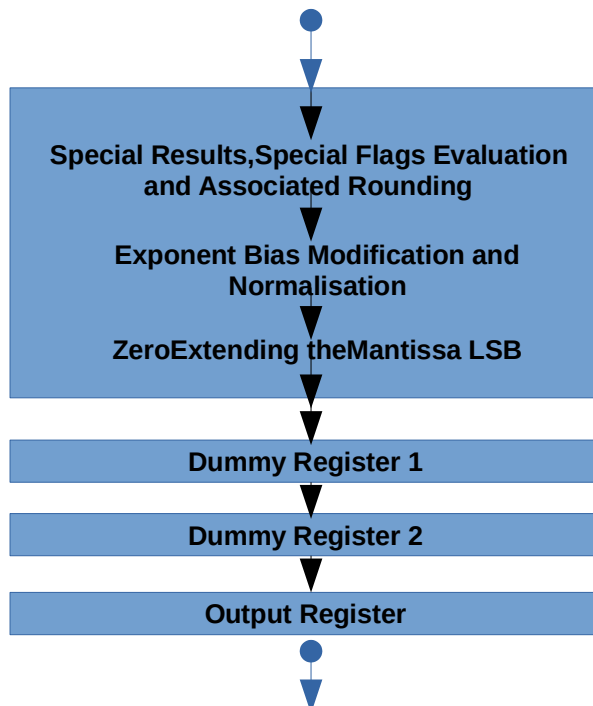 Special Results,Special Flags Evaluation
and Associated Rounding
Exponent Bias Modification and
Normalisation
ZeroExtending theMantissa LSB
Dummy Register 1
Dummy Register 2
Output Register